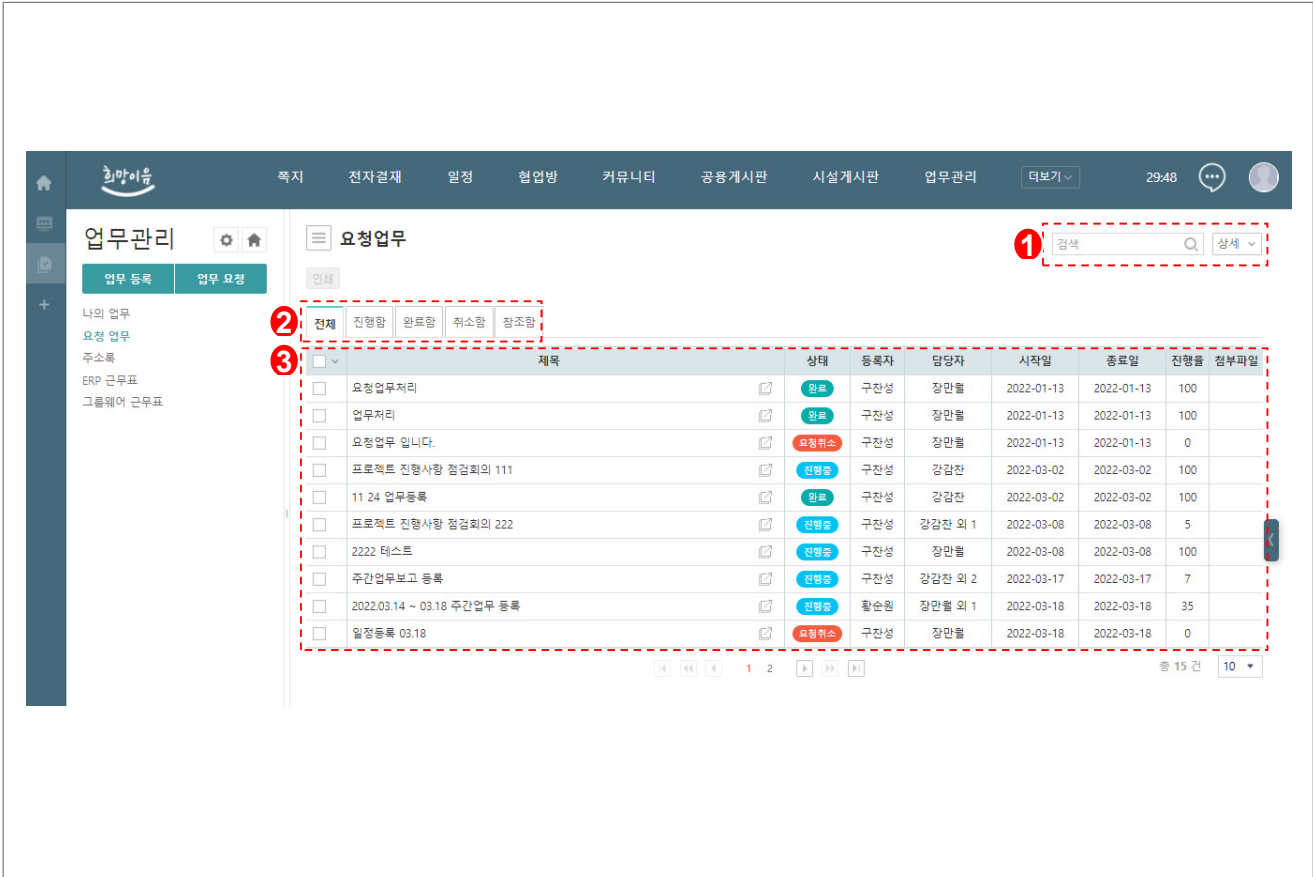 희망이음 쪽지 전자결재 일정 협업방 커뮤니티 공용게시판 시설게시판 업무관리 더보기 29:48
업무관리
업무 등록 업무 요청
나의 업무
요청 업무
주소록
ERP 근무표
그룹웨어 근무표
요청업무
1 검색 상세
인쇄
2 전체 진행함 완료함 취소함 참조함
3 제목 상태 등록자 담당자 시작일 종료일 진행율 첨부파일
요청업무처리 완료 구찬성 장만월 2022-01-13 2022-01-13 100
업무처리 완료 구찬성 장만월 2022-01-13 2022-01-13 100
요청업무 입니다. 요청취소 구찬성 장만월 2022-01-13 2022-01-13 0
프로젝트 진행사항 점검회의 111 진행중 구찬성 강감찬 2022-03-02 2022-03-02 100
11 24 업무등록 완료 구찬성 강감찬 2022-03-02 2022-03-02 100
프로젝트 진행사항 점검회의 222 진행중 구찬성 강감찬 외 1 2022-03-08 2022-03-08 5
2222 테스트 진행중 구찬성 장만월 2022-03-08 2022-03-08 100
주간업무보고 등록 진행중 구찬성 강감찬 외 2 2022-03-17 2022-03-17 7
2022.03.14 ~ 03.18 주간업무 등록 진행중 황순원 장만월 외 1 2022-03-18 2022-03-18 35
일정등록 03.18 요청취소 구찬성 장만월 2022-03-18 2022-03-18 0
1 2 총 15 건 10